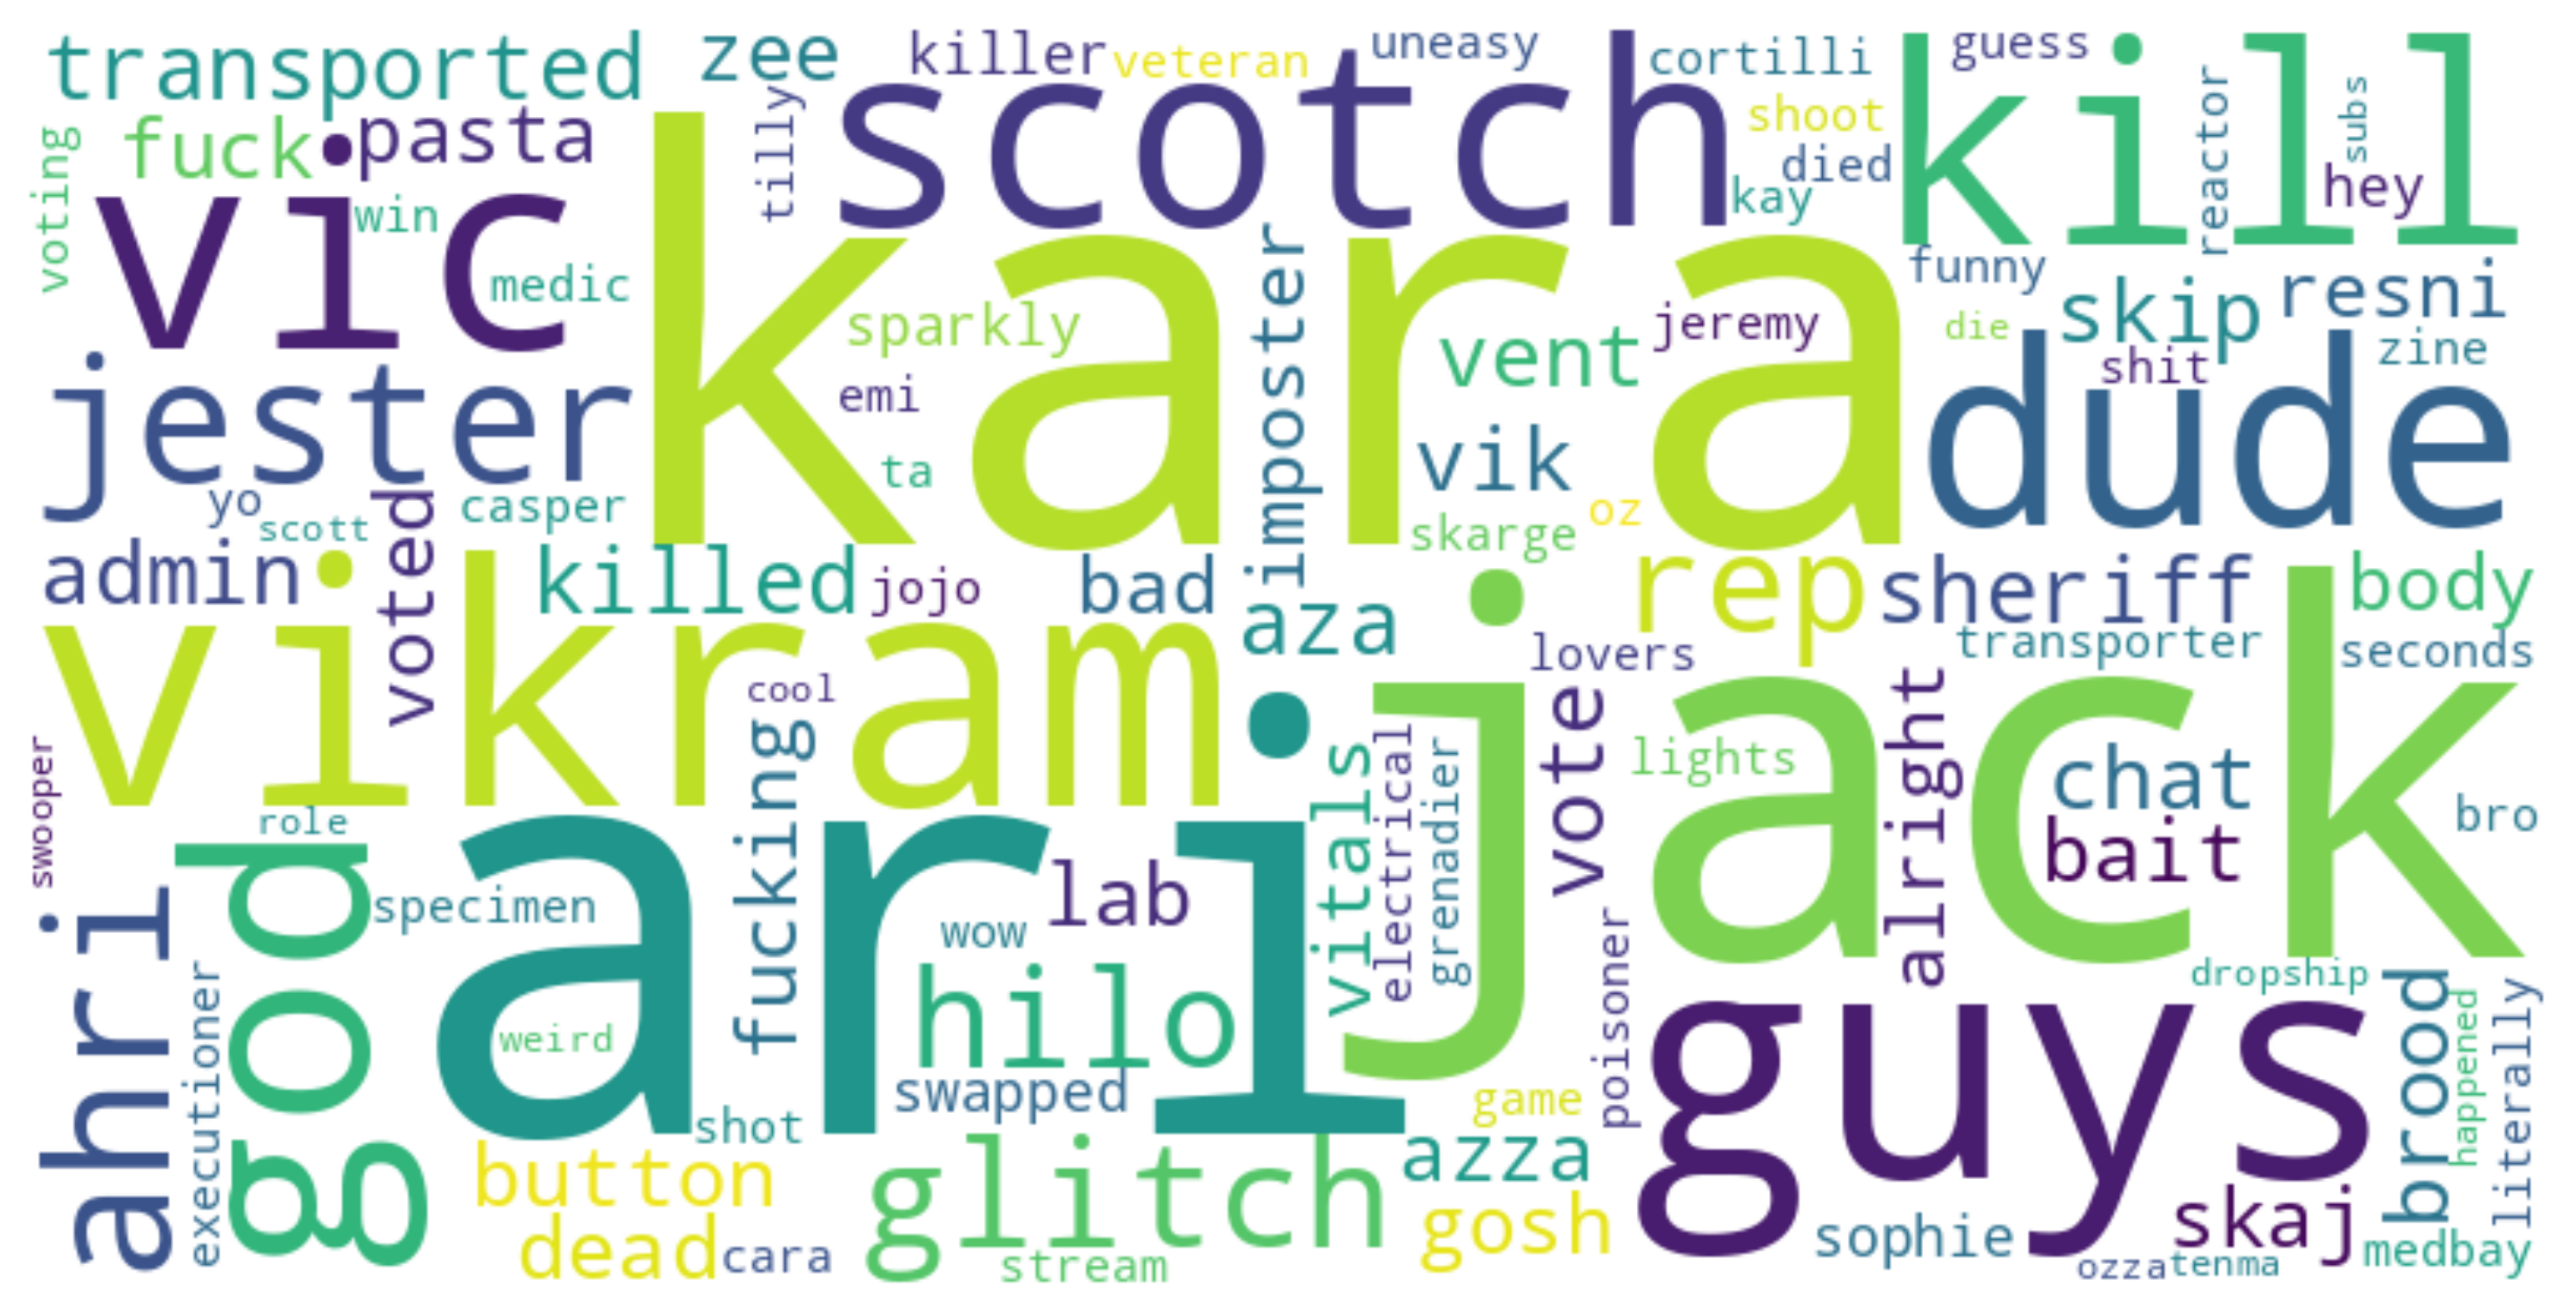 transported
zee
killer
veteran
uneasy
cortilli
guess
kill
scotch
tilly
shoot
reactor
subs
voting
fuck
pasta
died
kay
hey
vic
win
medic
kara
funny
skip
resni
sparkly
imposter
vent
jeremy
die
shit
zine
jester
emi
ta
vik
dude
yo
scott
voted
casper
skarge
oz
admin
killed
jojo
bad
aza
rep
sheriff
body
vikram
lovers
transporter
seconds
cool
jack
swooper
fucking
vitals
electrical
grenadier
vote
lights
alright
chat
bait
bro
role
ari
ahri
god
specimen
wow
lab
executioner
weird
hilo
poisoner
dropship
guys
brood
happened
literally
swapped
shot
game
button
glitch
azza
dead
cara
stream
gosh
sophie
skaj
medbay
ozza
tenma